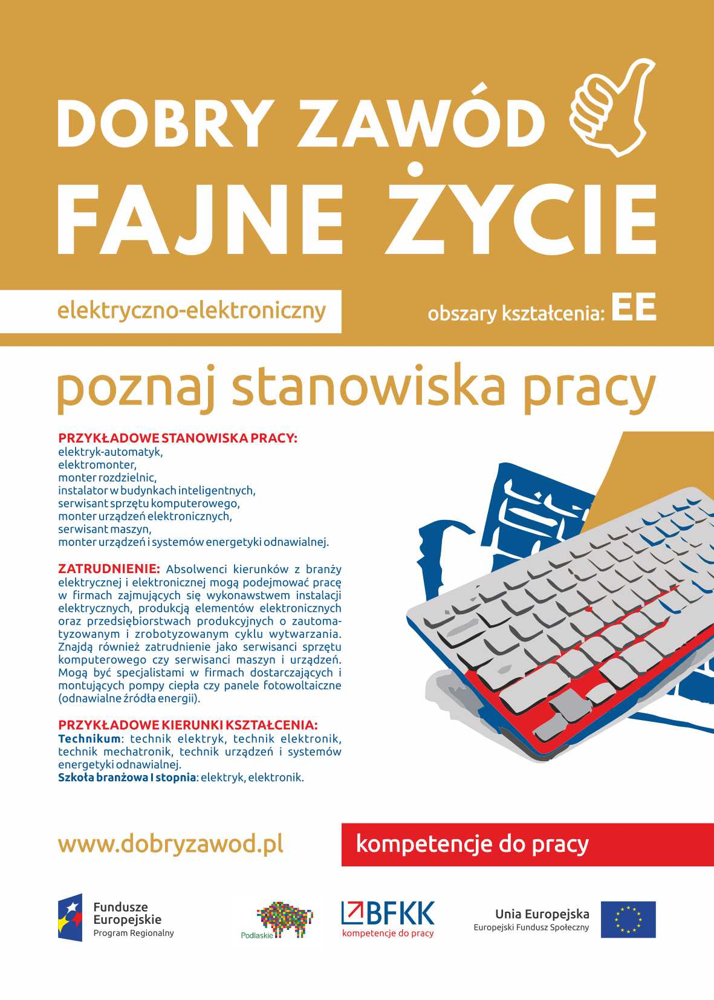 DOBRY ZAWÓD
FAJNE ŻYCIE
elektryczno-elektroniczny
obszary kształcenia: EE
poznaj stanowiska pracy
PRZYKŁADOWE STANOWISKA PRACY:
elektryk-automatyk,
elektromonter,
monter rozdzielnic,
instalator w budynkach inteligentnych,
serwisant sprzętu komputerowego,
monter urządzeń elektronicznych,
serwisant maszyn,
monter urządzeń i systemów energetyki odnawialnej.
ZATRUDNIENIE: Absolwenci kierunków z branży
elektrycznej i elektronicznej mogą podejmować pracę
w firmach zajmujących się wykonawstwem instalacji
elektrycznych, produkcją elementów elektronicznych
oraz przedsiębiorstwach produkcyjnych o zautoma-
tyzowanym i zrobotyzowanym cyklu wytwarzania.
Znajdą również zatrudnienie jako serwisanci sprzętu
komputerowego czy serwisanci maszyn i urządzeń.
Mogą być specjalistami w firmach dostarczających i
montujących pompy ciepła czy panele fotowoltaiczne
(odnawialne źródła energii).
PRZYKŁADOWE KIERUNKI KSZTAŁCENIA:
Technikum: technik elektryk, technik elektronik,
technik mechatronik, technik urządzeń i systemów
energetyki odnawialnej.
Szkoła branżowa I stopnia: elektryk, elektronik.
www.dobryzawod.pl
kompetencje do pracy
Fundusze
Europejskie
Program Regionalny
Podlaskie
BFKK
kompetencje do pracy
Unia Europejska
Europejski Fundusz Społeczny